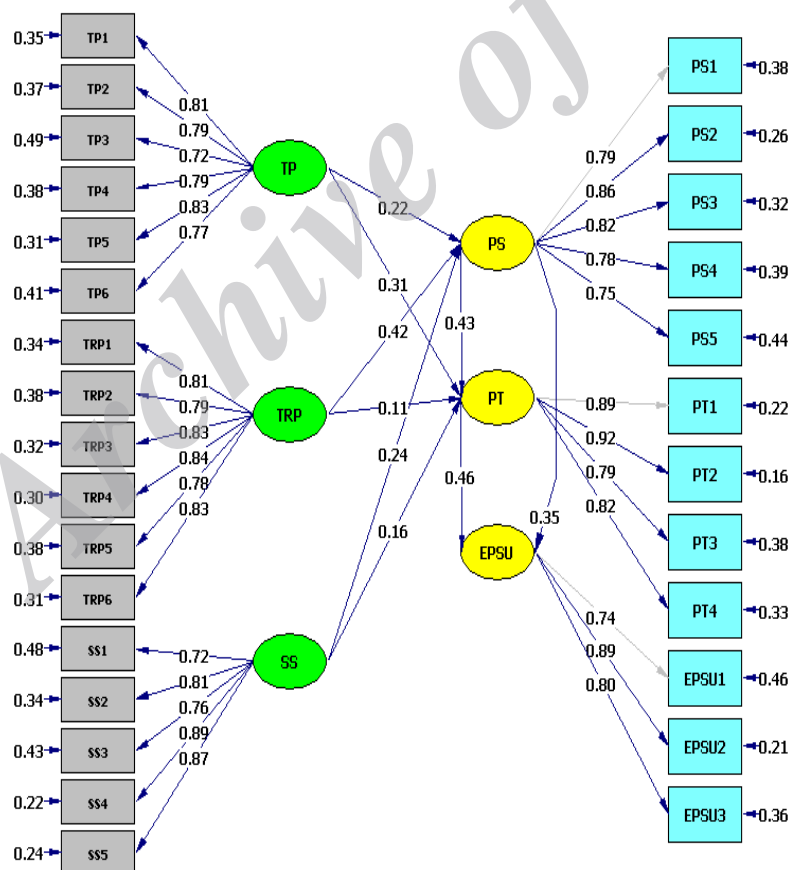 0.35 TP1
0.37 TP2
0.49 TP3
0.38 TP4
0.31 TP5
0.41 TP6
0.34 TRP1
0.38 TRP2
0.32 TRP3
0.30 TRP4
0.38 TRP5
0.31 TRP6
0.48 SS1
0.34 SS2
0.43 SS3
0.22 SS4
0.24 SS5
0.81
0.79
0.72
0.79
0.83
0.77
0.81
0.79
0.83
0.84
0.78
0.83
0.72
0.81
0.76
0.89
0.87
TP
TRP
SS
0.22
0.31
0.42
0.11
0.24
0.16
PS
0.43
PT
0.46
0.35
EPSU
0.79
0.86
0.82
0.78
0.75
0.89
0.92
0.79
0.82
0.74
0.89
0.80
PS1 0.38
PS2 0.26
PS3 0.32
PS4 0.39
PS5 0.44
PT1 0.22
PT2 0.16
PT3 0.38
PT4 0.33
EPSU1 0.46
EPSU2 0.21
EPSU3 0.36
Archive of